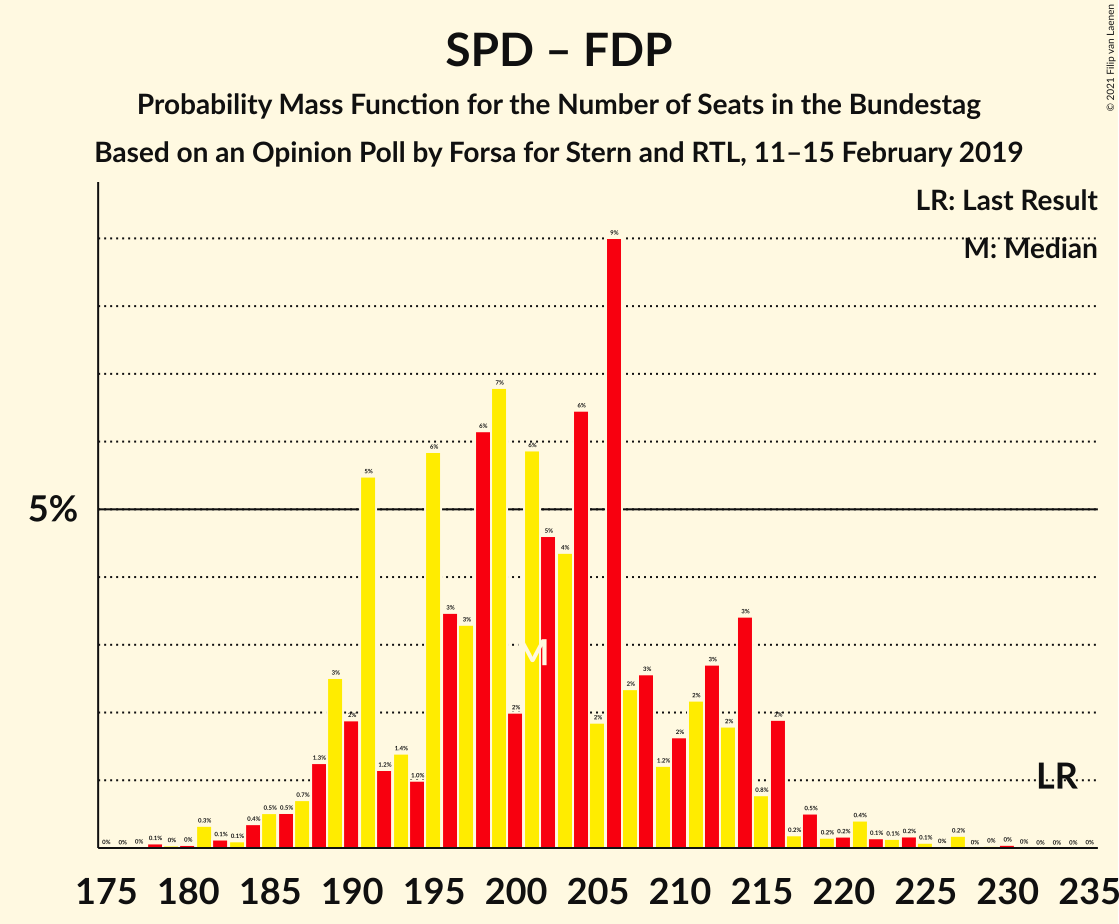 SPD – FDP
Probability Mass Function for the Number of Seats in the Bundestag
Based on an Opinion Poll by Forsa for Stern and RTL, 11–15 February 2019
© 2021 Filip van Laenen
LR: Last Result
M: Median
5%
0% 0% 0% 0.1% 0% 0% 0.3% 0.1% 0.1% 0.4% 0.5% 0.5% 0.7% 1.3% 3% 2% 5% 1.2% 1.4% 1.0% 6% 3% 3% 6% 7% 2% 6% 5% 4% 6% 2% 9% 2% 3% 1.2% 2% 2% 3% 2% 3% 0.8% 2% 0.2% 0.5% 0.2% 0.2% 0.4% 0.1% 0.1% 0.2% 0.1% 0% 0.2% 0% 0% 0% 0% 0% 0% 0% 0%
M
LR
175 180 185 190 195 200 205 210 215 220 225 230 235